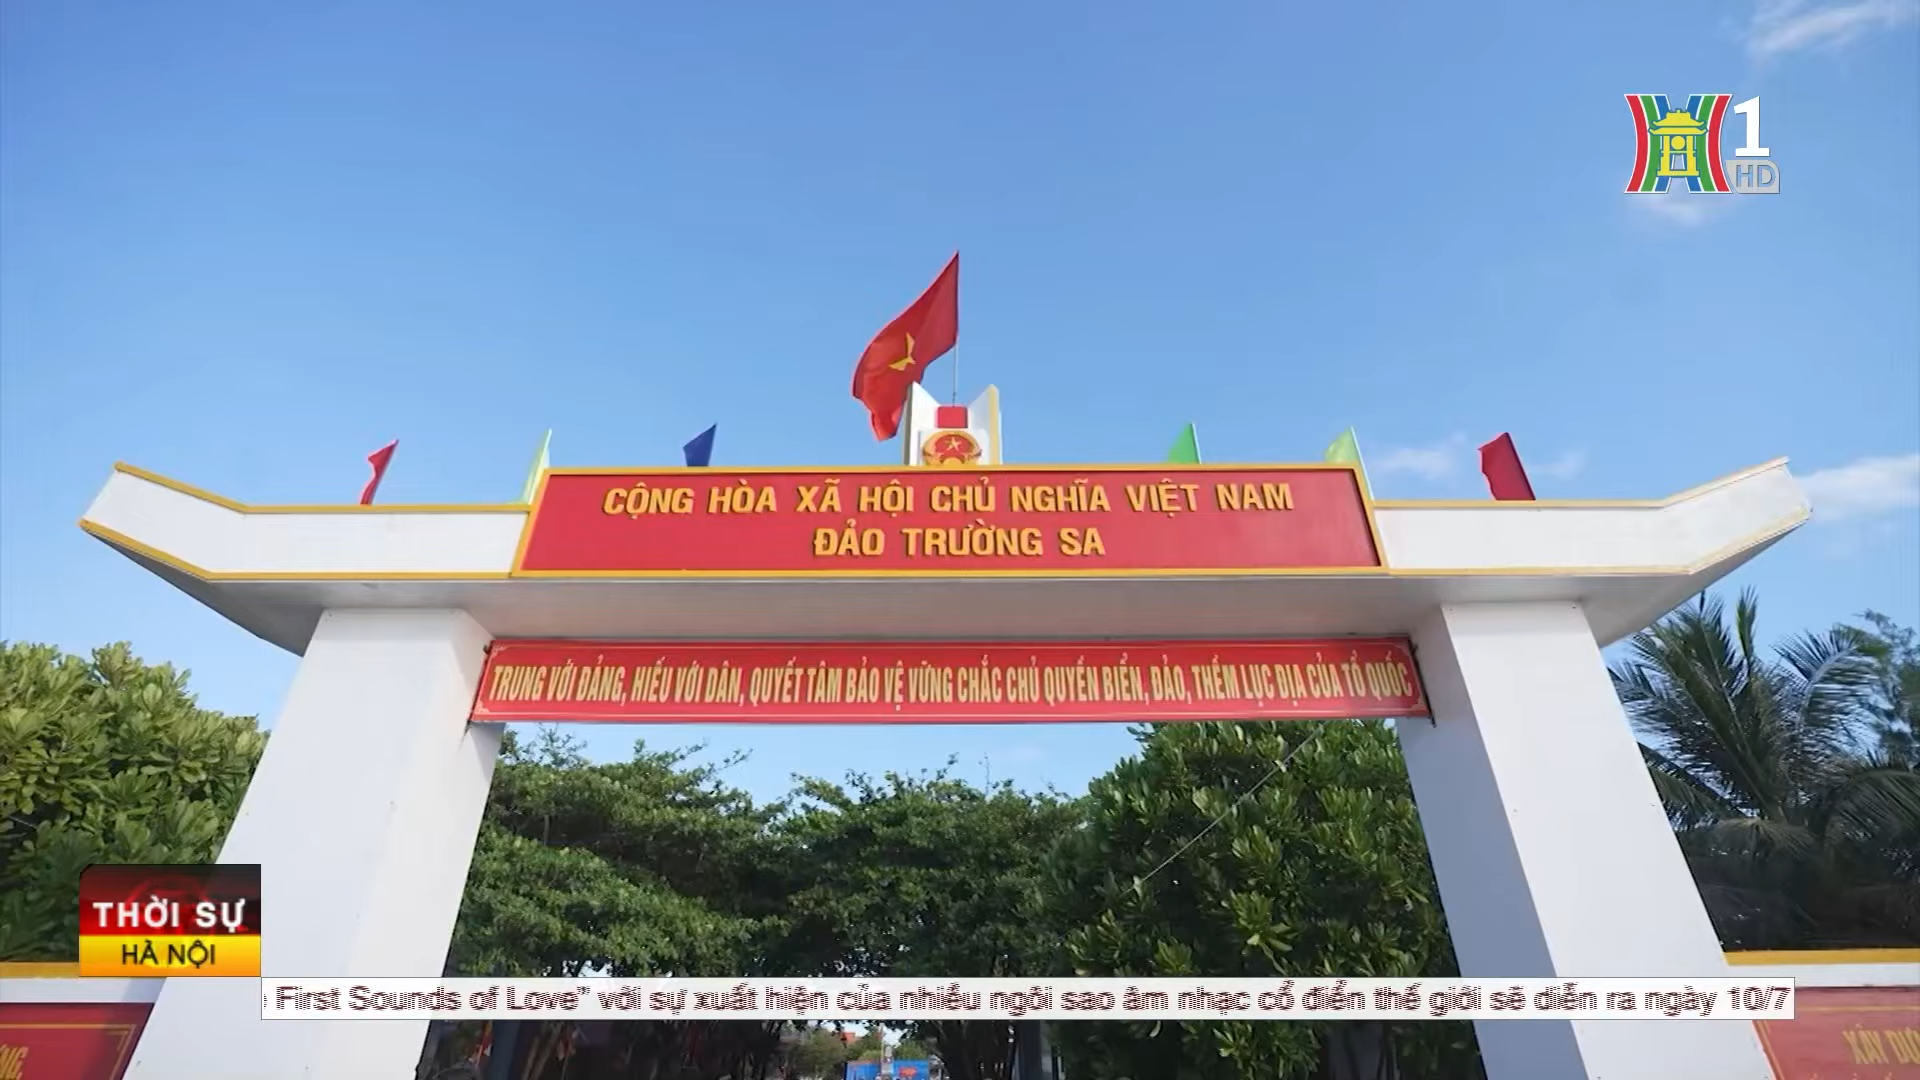 1
HD
CỘNG HÒA XÃ HỘI CHỦ NGHĨA VIỆT NAM
ĐẢO TRƯỜNG SA
TRUNG VỚI ĐẢNG, HIẾU VỚI DÂN, QUYẾT TÂM BẢO VỆ VỮNG CHẮC CHỦ QUYỀN BIỂN, ĐẢO, THỀM LỤC ĐỊA CỦA TỔ QUỐC
THỜI SỰ
HÀ NỘI
First Sounds of Love" với sự xuất hiện của nhiều ngôi sao âm nhạc cổ điển thế giới sẽ diễn ra ngày 10/7
XÂY